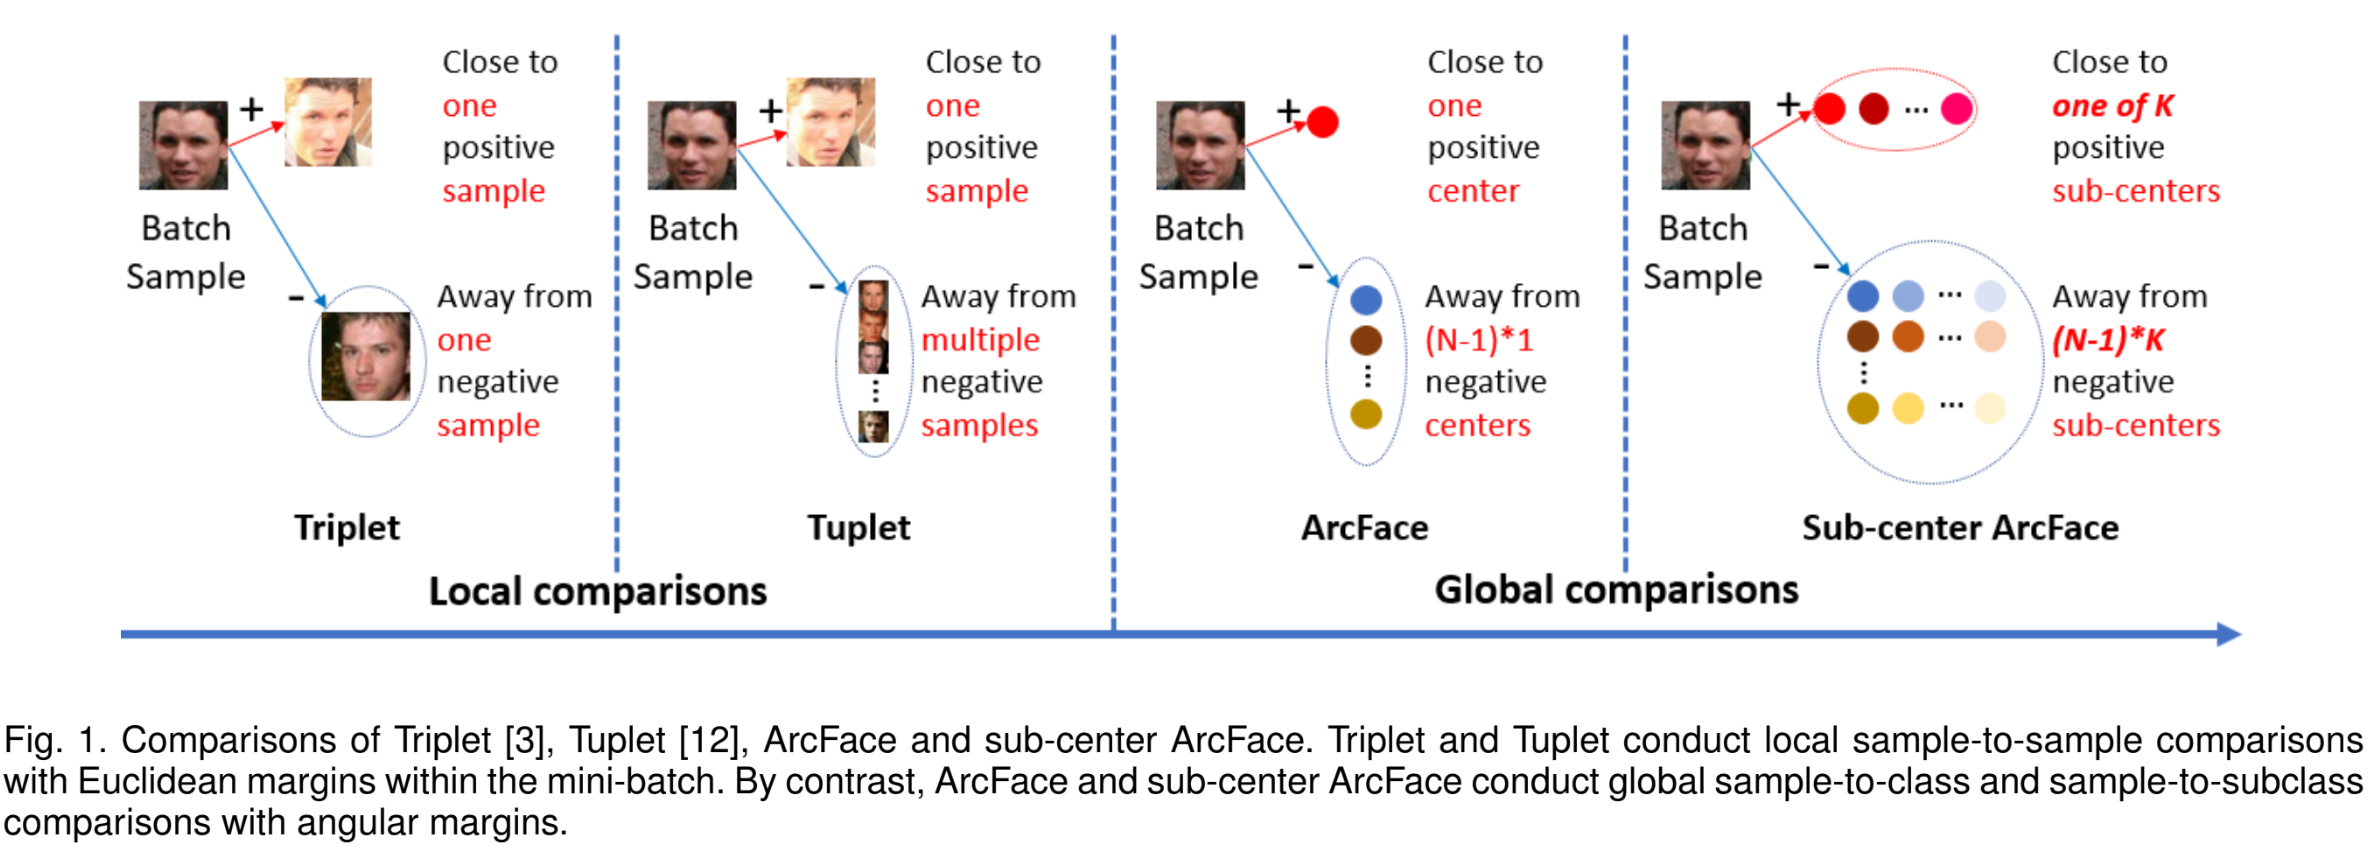 Close to
one
positive
sample
+
Batch
Sample
-
Away from
one
negative
sample
Triplet
Close to
one
positive
sample
+
Batch
Sample
-
Away from
multiple
negative
samples
Tuplet
Close to
one
positive
center
+
Batch
Sample
-
Away from
(N-1)*1
negative
centers
ArcFace
Close to
one of K
positive
sub-centers
+
Batch
Sample
-
Away from
(N-1)*K
negative
sub-centers
Sub-center ArcFace
Local comparisons
Global comparisons
Fig. 1. Comparisons of Triplet [3], Tuplet [12], ArcFace and sub-center ArcFace. Triplet and Tuplet conduct local sample-to-sample comparisons
with Euclidean margins within the mini-batch. By contrast, ArcFace and sub-center ArcFace conduct global sample-to-class and sample-to-subclass
comparisons with angular margins.